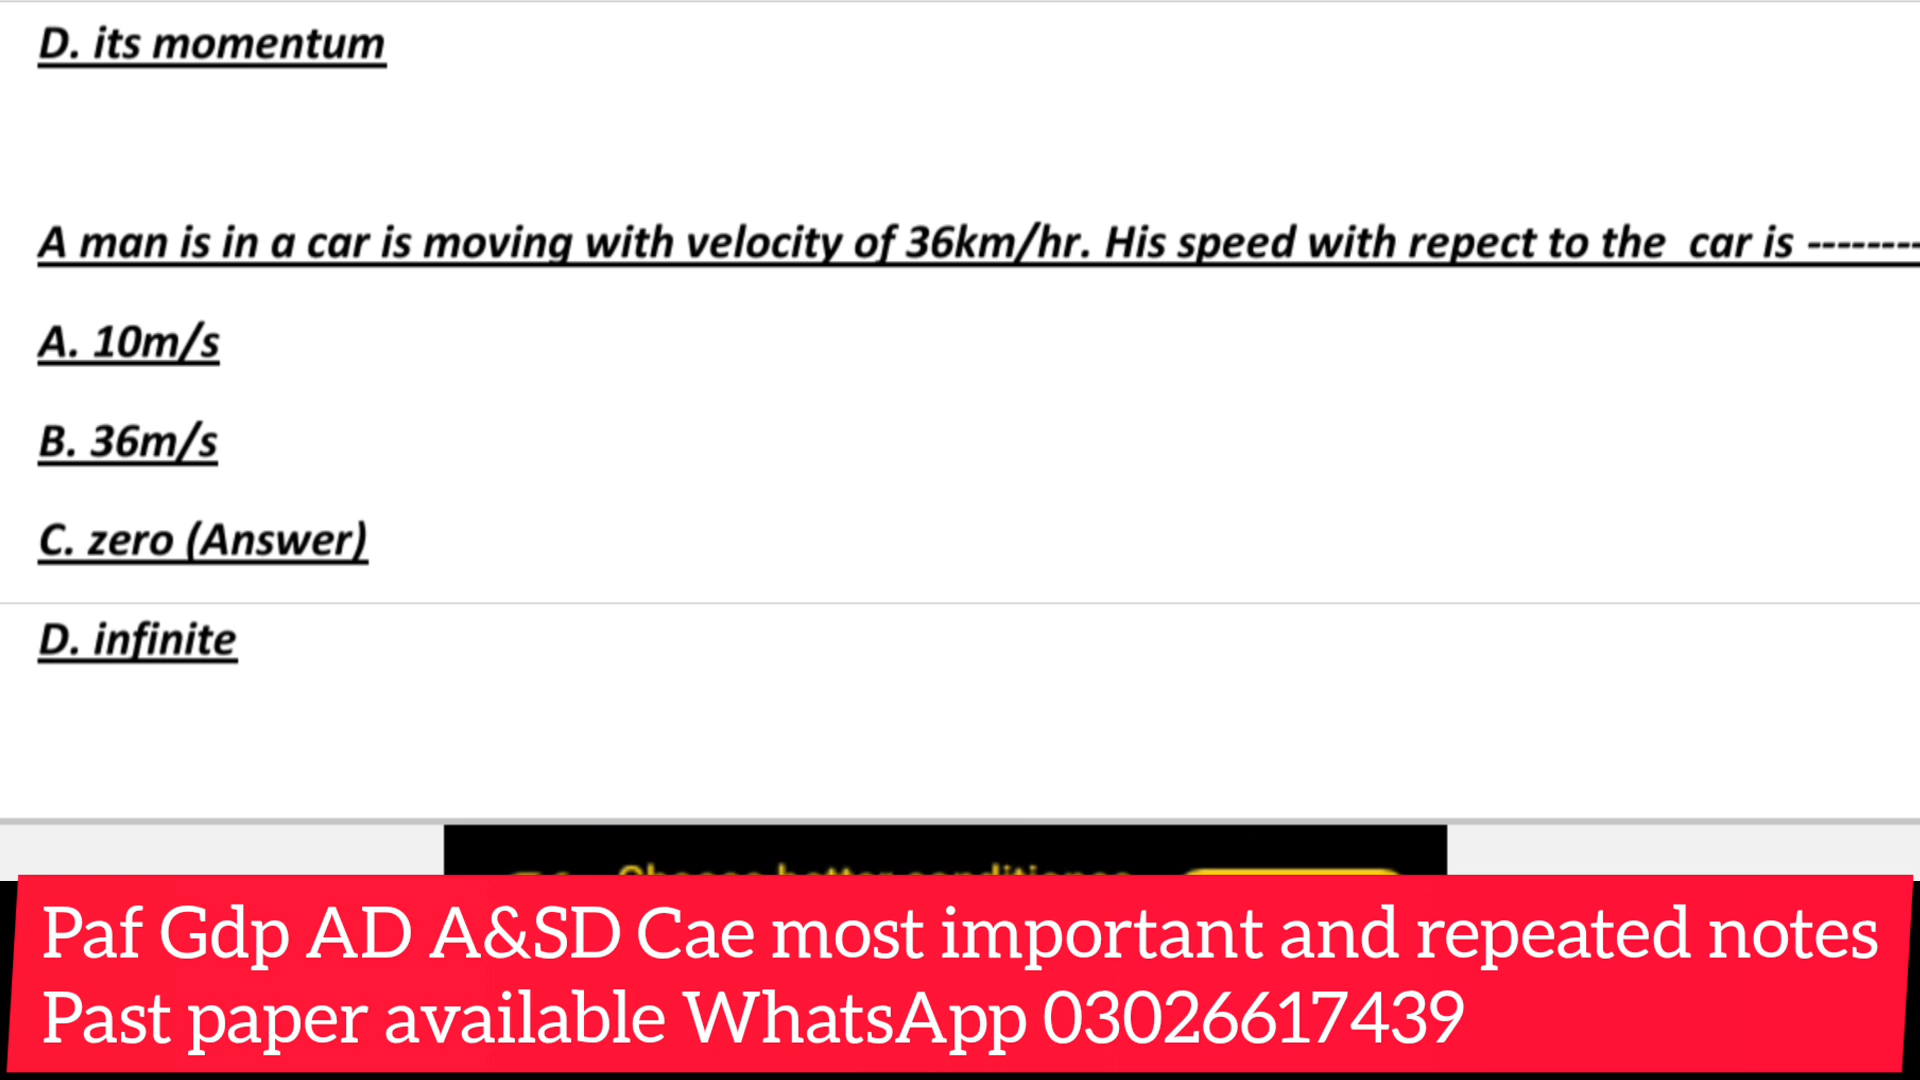 D. its momentum
A man is in a car is moving with velocity of 36km/hr. His speed with repect to the  car is --------
A. 10m/s
B. 36m/s
C. zero (Answer)
D. infinite
Paf Gdp AD A&SD Cae most important and repeated notes
Past paper available WhatsApp 03026617439